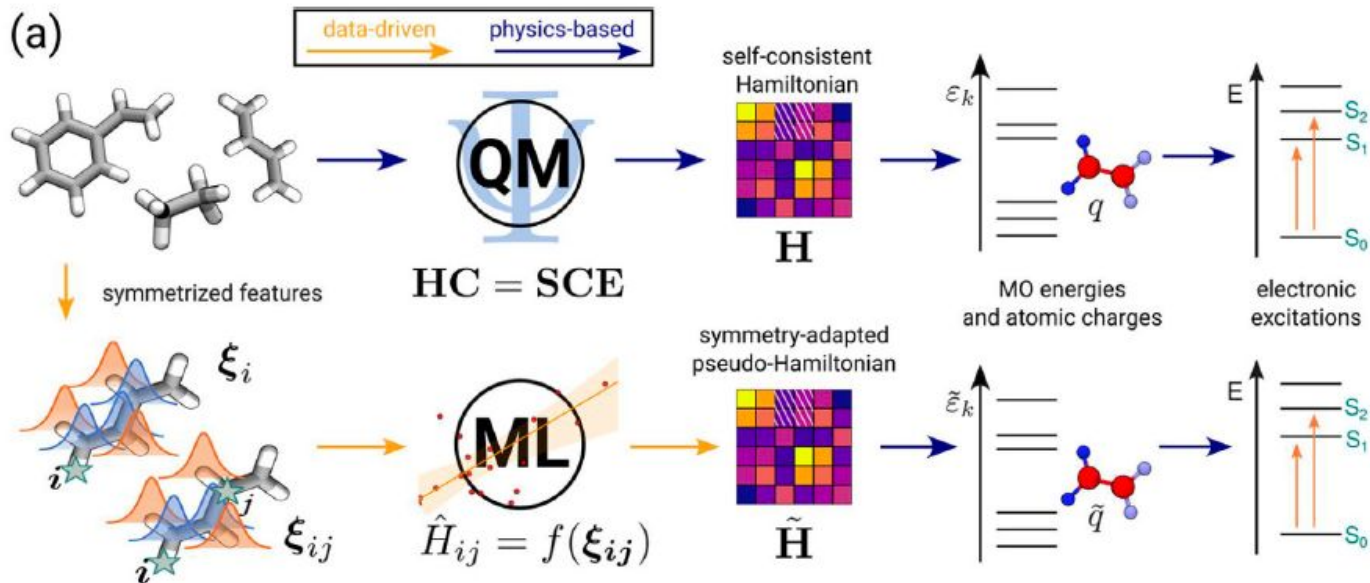 (a)
data-driven
physics-based
self-consistent
Hamiltonian
QM
HC = SCE
H
ε_k
q
E
S_2
S_1
S_0
symmetrized features
MO energies
and atomic charges
electronic
excitations
ξ_i
i
j
ξ_ij
i
ML
Ĥ_ij = f(ξ_ij)
symmetry-adapted
pseudo-Hamiltonian
H̃
ε̃_k
q̃
E
S_2
S_1
S_0